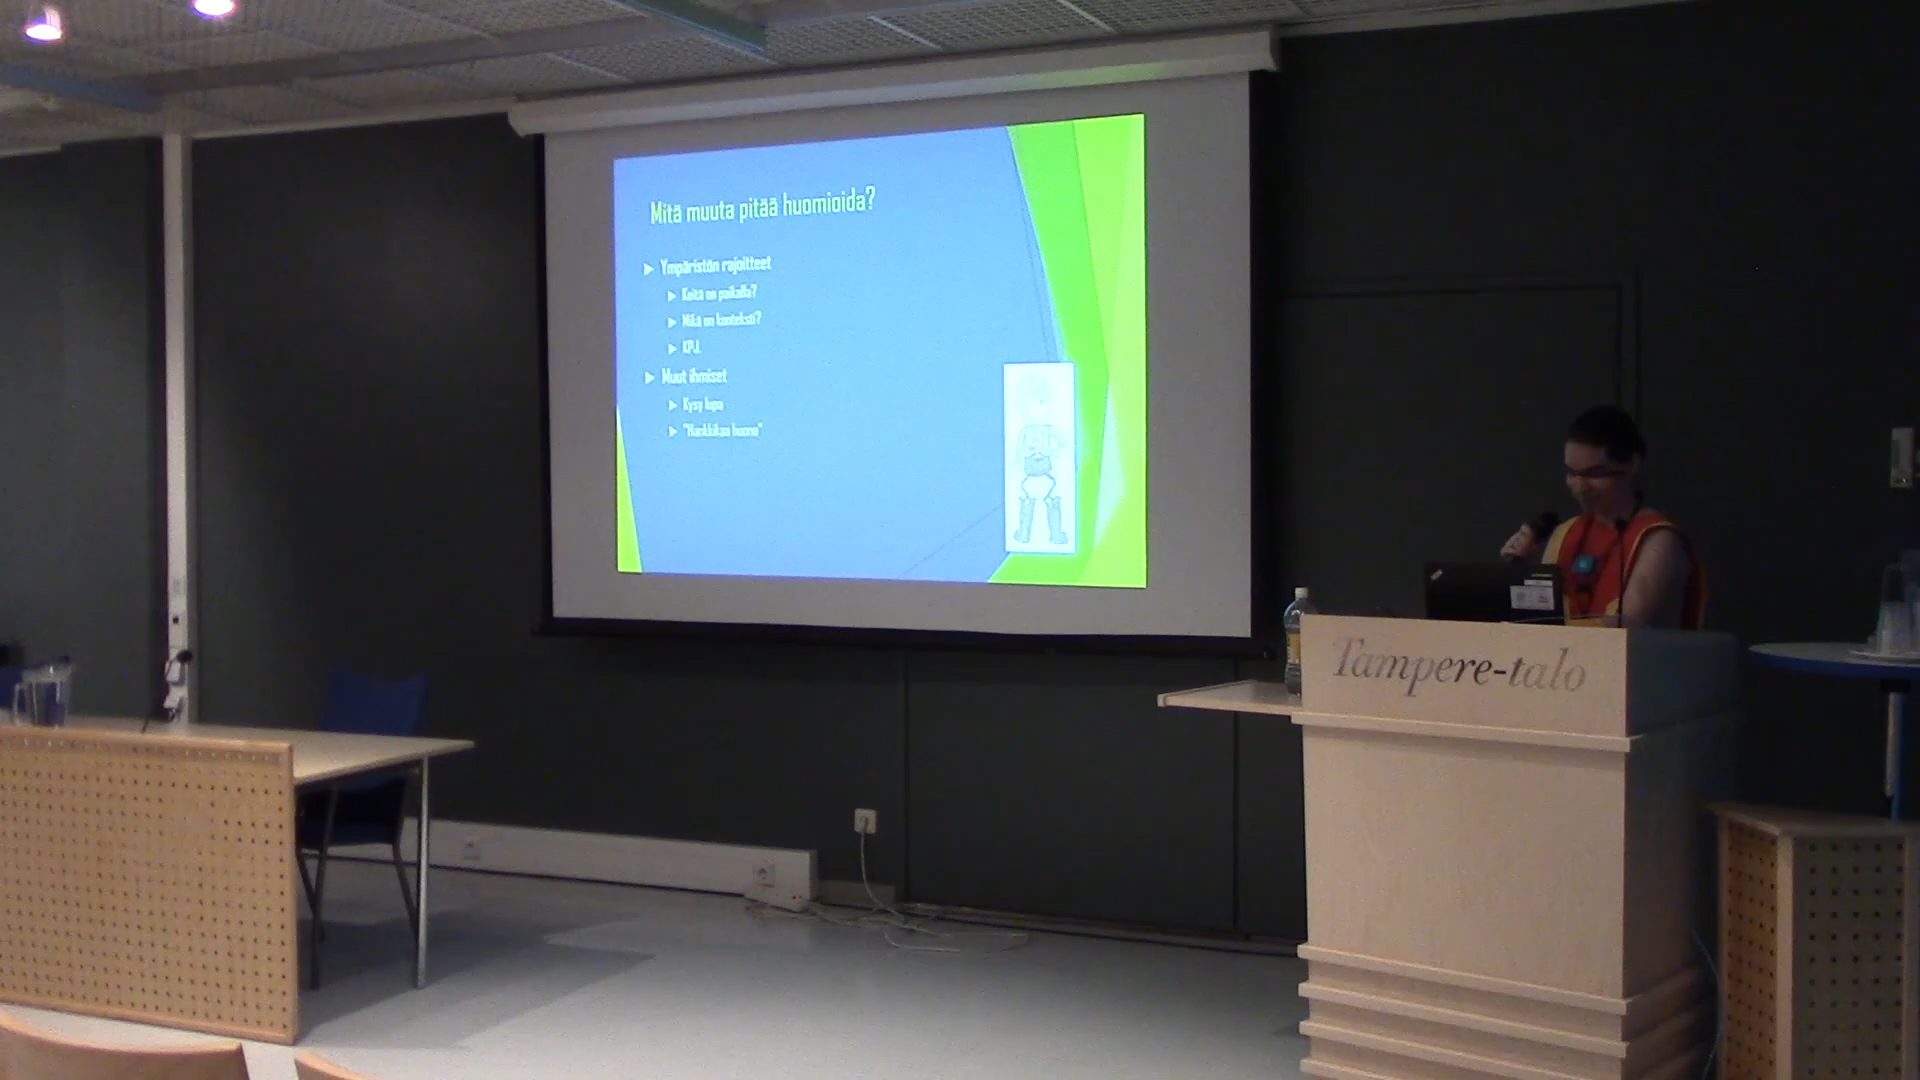 Mitä muuta pitää huomioida?
Ympäristön rajoitteet
Keitä on paikalla?
Mikä on konteksti?
KPJ.
Muut ihmiset
Kysy lupa
"Hankkikaa huone"
Tampere-talo